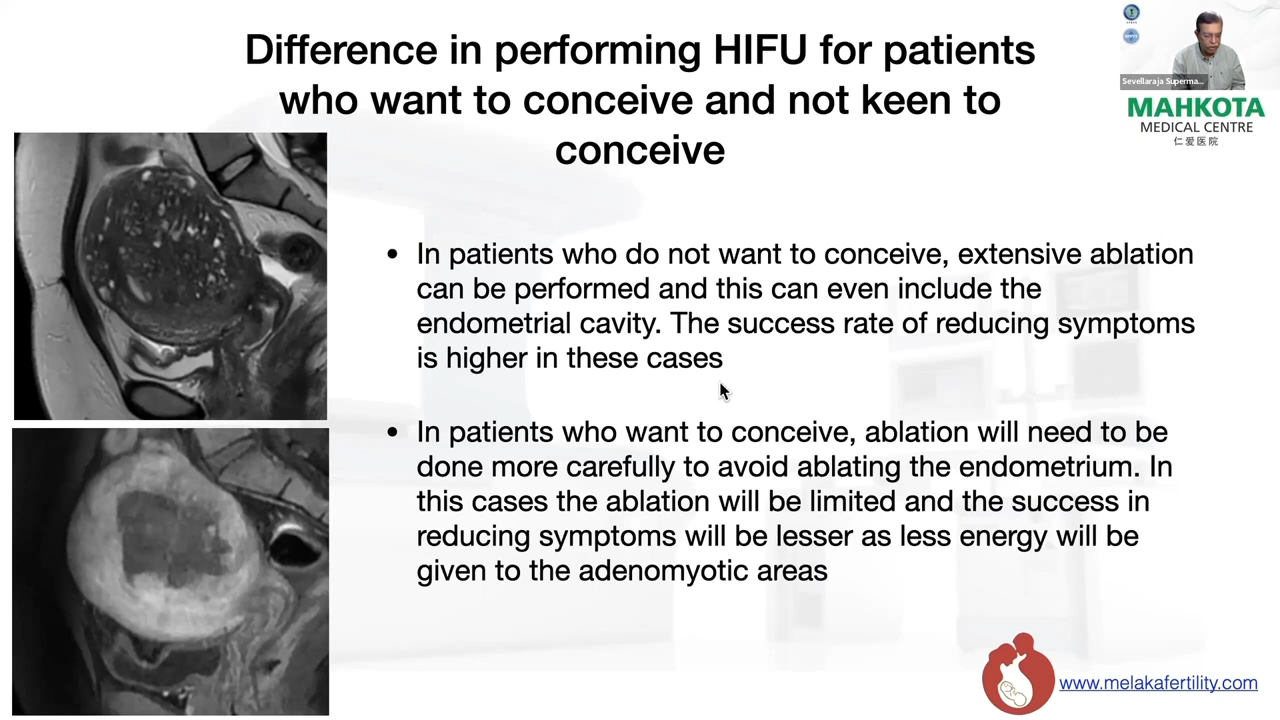 Difference in performing HIFU for patients
who want to conceive and not keen to
conceive
Sevellaraja Superma...
MAHKOTA
MEDICAL CENTRE
仁爱医院
• In patients who do not want to conceive, extensive ablation
can be performed and this can even include the
endometrial cavity. The success rate of reducing symptoms
is higher in these cases
• In patients who want to conceive, ablation will need to be
done more carefully to avoid ablating the endometrium. In
this cases the ablation will be limited and the success in
reducing symptoms will be lesser as less energy will be
given to the adenomyotic areas
www.melakafertility.com